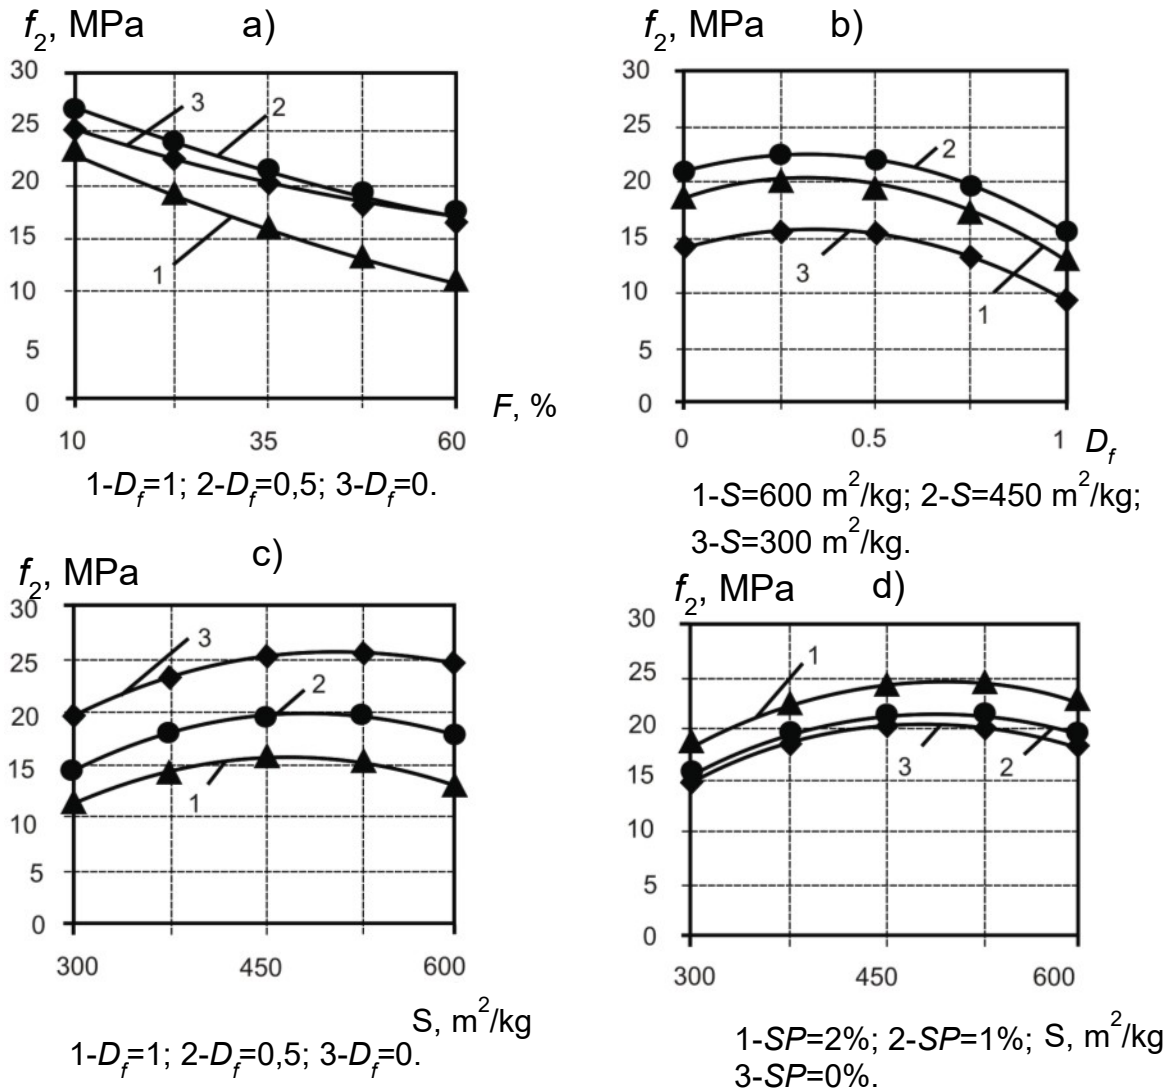 f2, MPa a)
30
25
20
15
10
5
0
3
2
1
10 35 60
F, %
1-Df=1; 2-Df=0,5; 3-Df=0.
f2, MPa b)
30
25
20
15
10
5
0
2
3
1
0 0.5 1 Df
1-S=600 m²/kg; 2-S=450 m²/kg;
3-S=300 m²/kg.
f2, MPa c)
30
25
20
15
10
5
0
3
2
1
300 450 600
S, m²/kg
1-Df=1; 2-Df=0,5; 3-Df=0.
f2, MPa d)
30
25
20
15
10
5
0
1
3 2
300 450 600
1-SP=2%; 2-SP=1%; S, m²/kg
3-SP=0%.